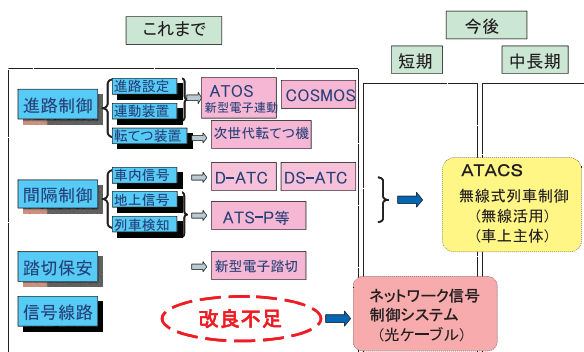 これまで
今後
短期
中長期
進路制御
進路設定
連動装置
転てつ装置
ATOS
新型電子連動
COSMOS
次世代転てつ機
間隔制御
車内信号
地上信号
列車検知
D-ATC
DS-ATC
ATS-P等
ATACS
無線式列車制御
(無線活用)
(車上主体)
踏切保安
新型電子踏切
信号線路
改良不足
ネットワーク信号
制御システム
(光ケーブル)